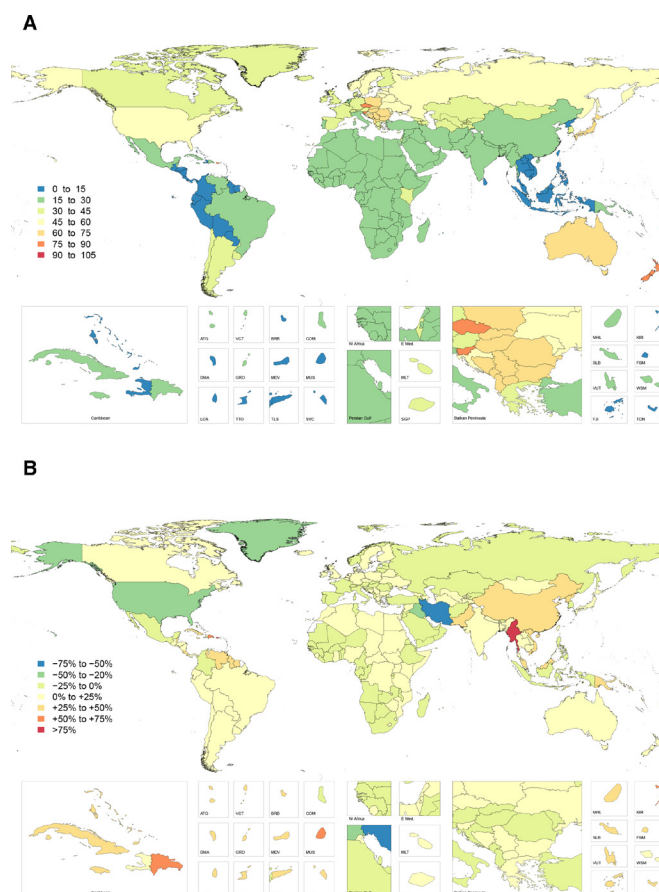 A
0 to 15
15 to 30
30 to 45
45 to 60
60 to 75
75 to 90
90 to 105
Caribbean
ATG VCT BRB COM
DMA GRD MDV MUS
LCA TTO TLS SYC
W Africa E Med.
Persian Gulf MLT
SGP
Balkan Peninsula
MHL KIR
SLB FSM
VUT WSM
FJI TON
B
−75% to −50%
−50% to −20%
−25% to 0%
0% to +25%
+25% to +50%
+50% to +75%
>75%
ATG VCT BRB COM
DMA GRD MDV MUS
W Africa E Med.
MLT
MHL KIR
SLB FSM
VUT WSM